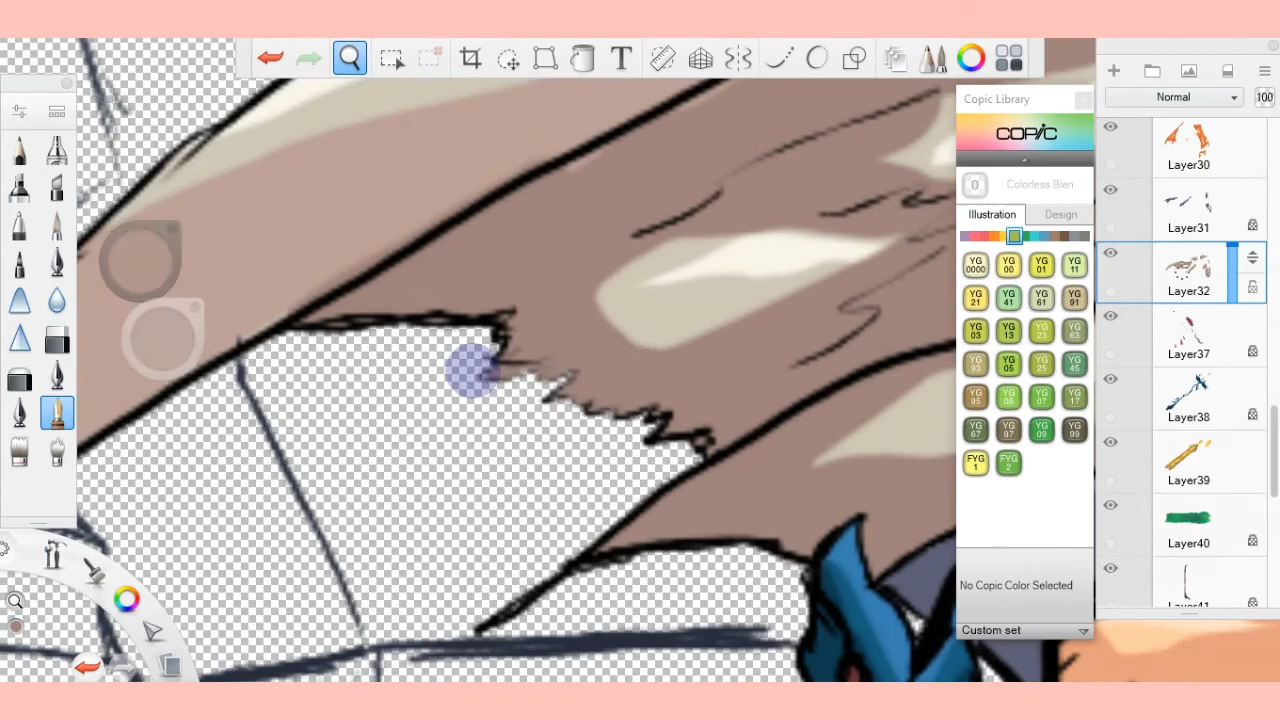 T
Copic Library
COPIC
0 Colorless Blen
Illustration Design
YG 0000 YG 00 YG 01 YG 11
YG 21 YG 41 YG 61 YG 91
YG 03 YG 13 YG 23 YG 63
YG 93 YG 05 YG 25 YG 45
YG 95 YG 06 YG 07 YG 17
YG 67 YG 97 YG 09 YG 99
FYG 1 FYG 2
No Copic Color Selected
Custom set
Normal 100
Layer30
Layer31
Layer32
Layer37
Layer38
Layer39
Layer40
Layer41